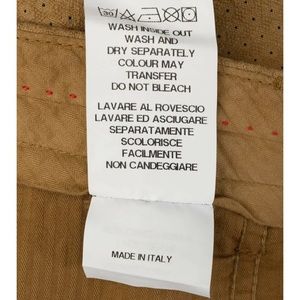 30
WASH INSIDE OUT
WASH AND
DRY SEPARATELY
COLOUR MAY
TRANSFER
DO NOT BLEACH
LAVARE AL ROVESCIO
LAVARE ED ASCIUGARE
SEPARATAMENTE
SCOLORISCE
FACILMENTE
NON CANDEGGIARE
MADE IN ITALY